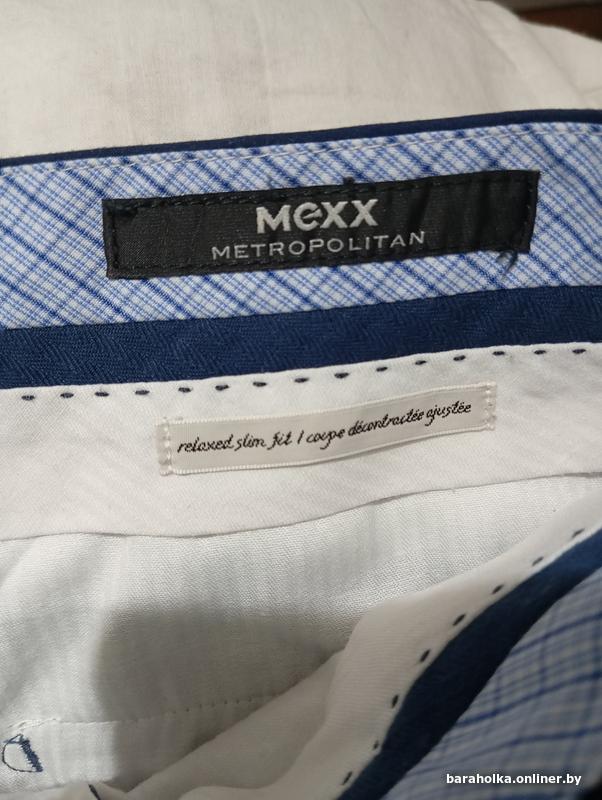 mexx
METROPOLITAN
relaxed slim fit / coupe décontractée ajustée
baraholka.onliner.by